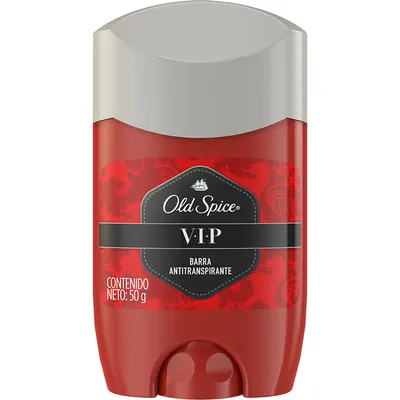 Old Spice®
V·I·P
BARRA
ANTITRANSPIRANTE
CONTENIDO
NETO: 50 g